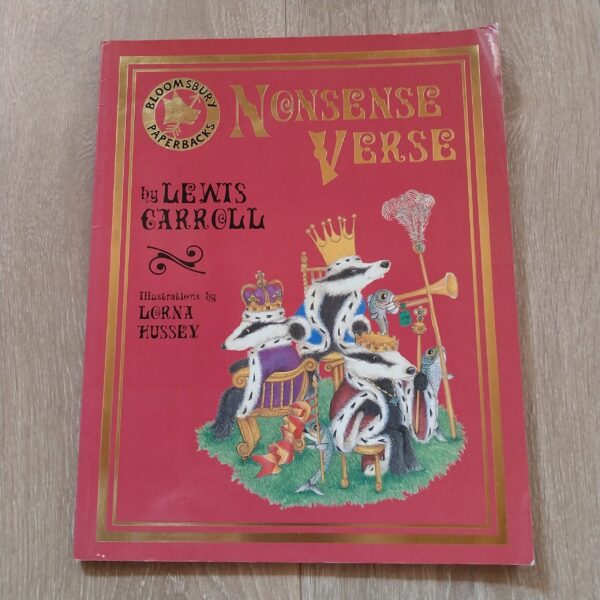 BLOOMSBURY
PAPERBACKS
NONSENSE
VERSE
by LEWIS
CARROLL
Illustrations by
LORNA
HUSSEY